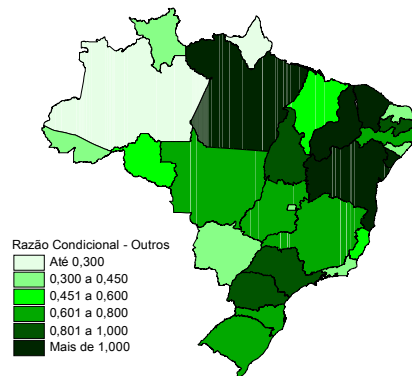 Razão Condicional - Outros
Até 0,300
0,300 a 0,450
0,451 a 0,600
0,601 a 0,800
0,801 a 1,000
Mais de 1,000